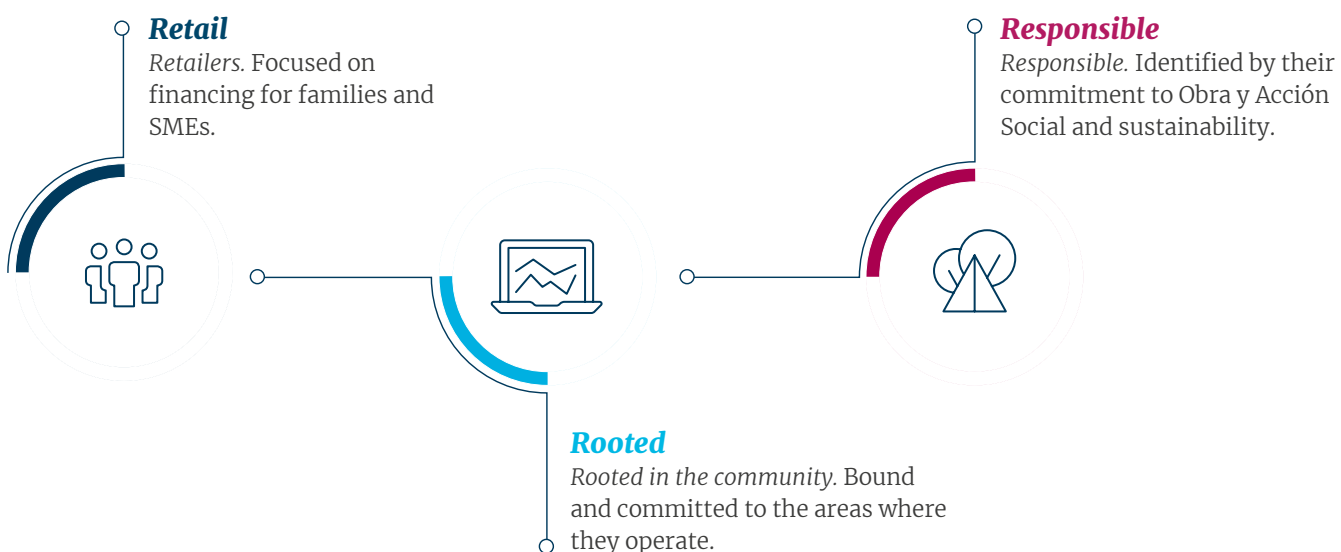 Retail
Retailers. Focused on
financing for families and
SMEs.
Rooted
Rooted in the community. Bound
and committed to the areas where
they operate.
Responsible
Responsible. Identified by their
commitment to Obra y Acción
Social and sustainability.